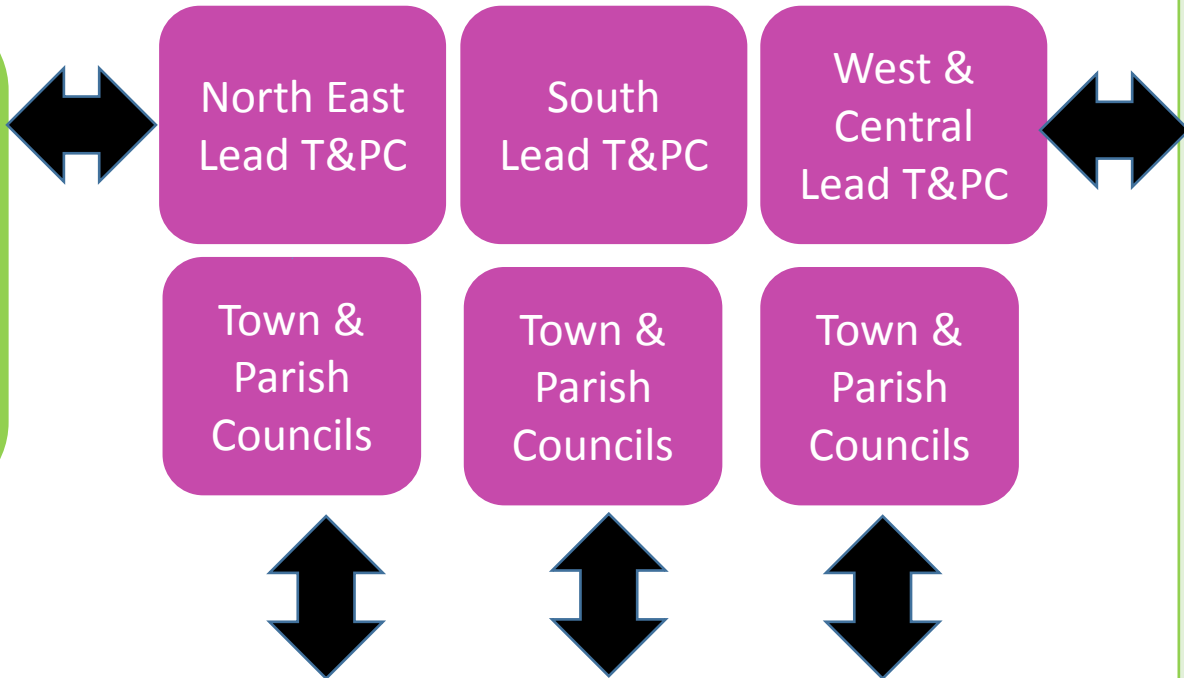 North East
Lead T&PC
South
Lead T&PC
West &
Central
Lead T&PC
Town &
Parish
Councils
Town &
Parish
Councils
Town &
Parish
Councils